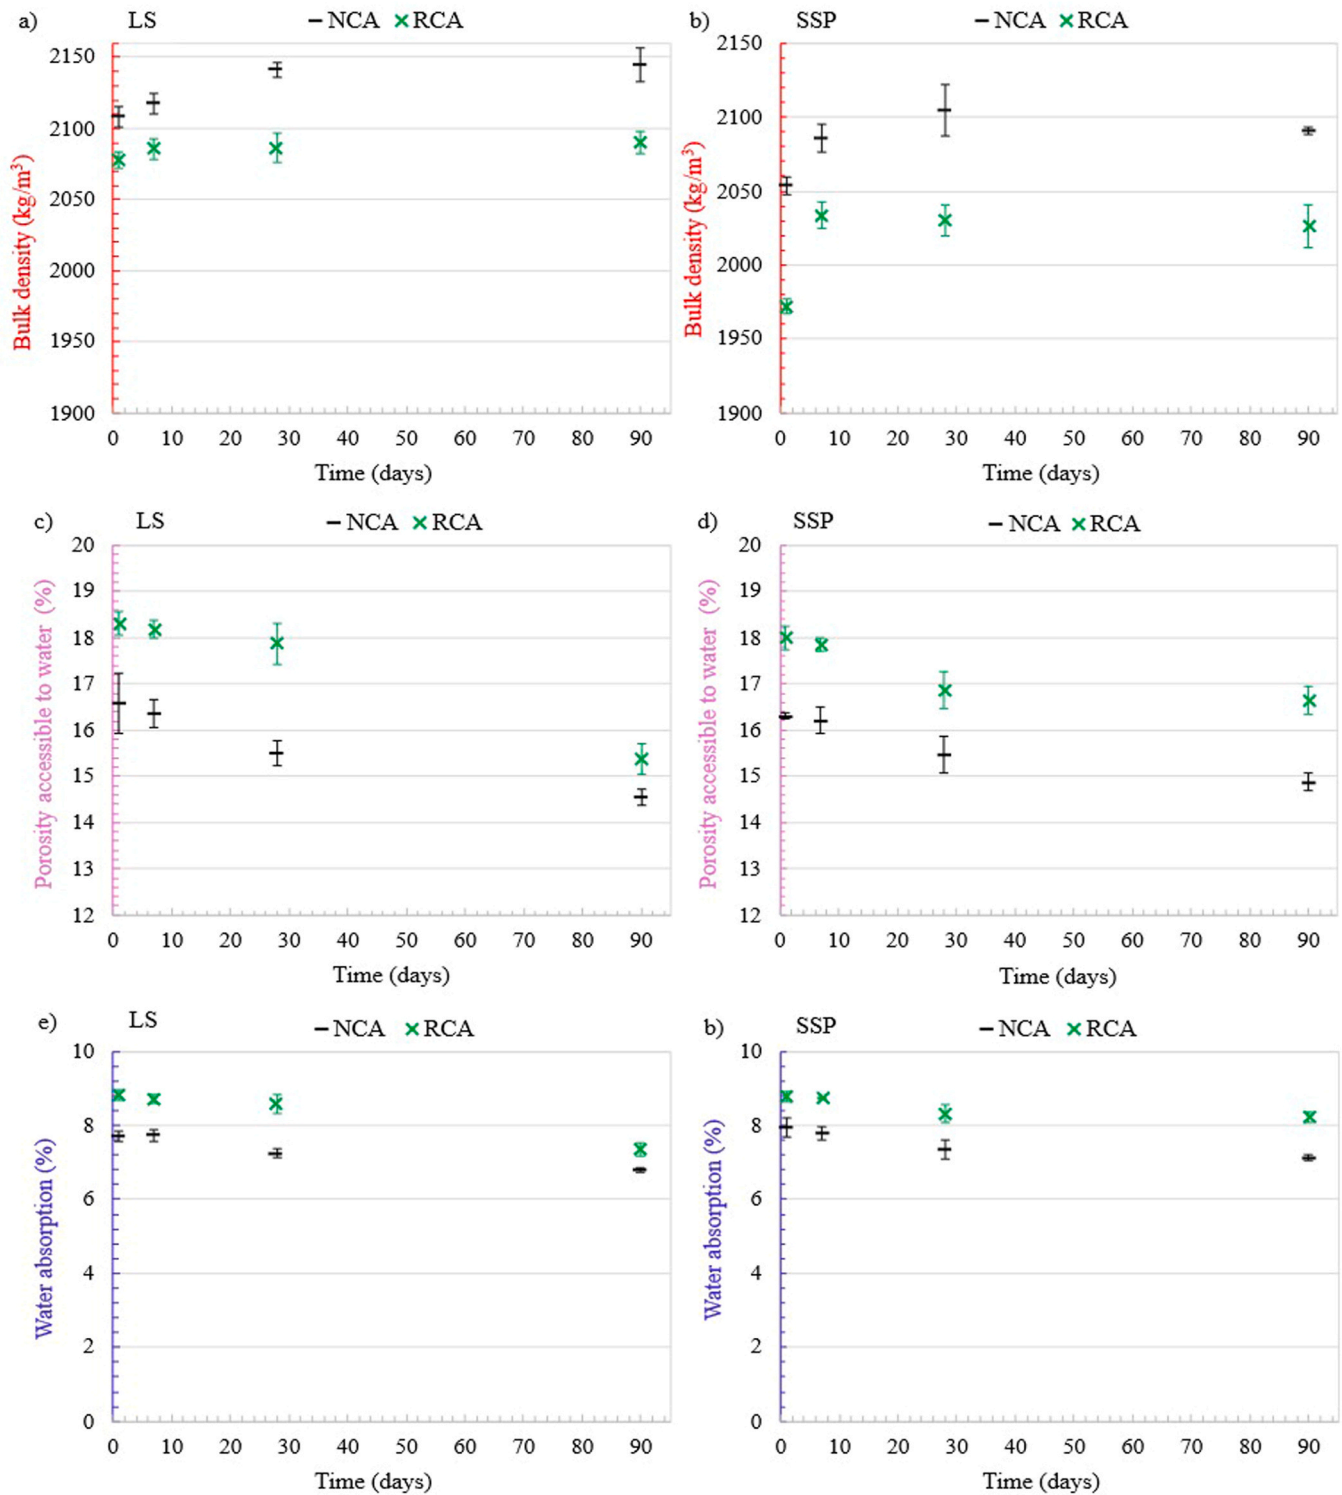 a) LS NCA RCA
2150
2100
2050
2000
1950
1900
Bulk density (kg/m³)
0 10 20 30 40 50 60 70 80 90
Time (days)
b) SSP NCA RCA
2150
2100
2050
2000
1950
1900
Bulk density (kg/m³)
0 10 20 30 40 50 60 70 80 90
Time (days)
c) LS NCA RCA
20
19
18
17
16
15
14
13
12
Porosity accessible to water (%)
0 10 20 30 40 50 60 70 80 90
Time (days)
d) SSP NCA RCA
20
19
18
17
16
15
14
13
12
Porosity accessible to water (%)
0 10 20 30 40 50 60 70 80 90
Time (days)
e) LS NCA RCA
10
8
6
4
2
0
Water absorption (%)
0 10 20 30 40 50 60 70 80 90
Time (days)
b) SSP NCA RCA
10
8
6
4
2
0
Water absorption (%)
0 10 20 30 40 50 60 70 80 90
Time (days)